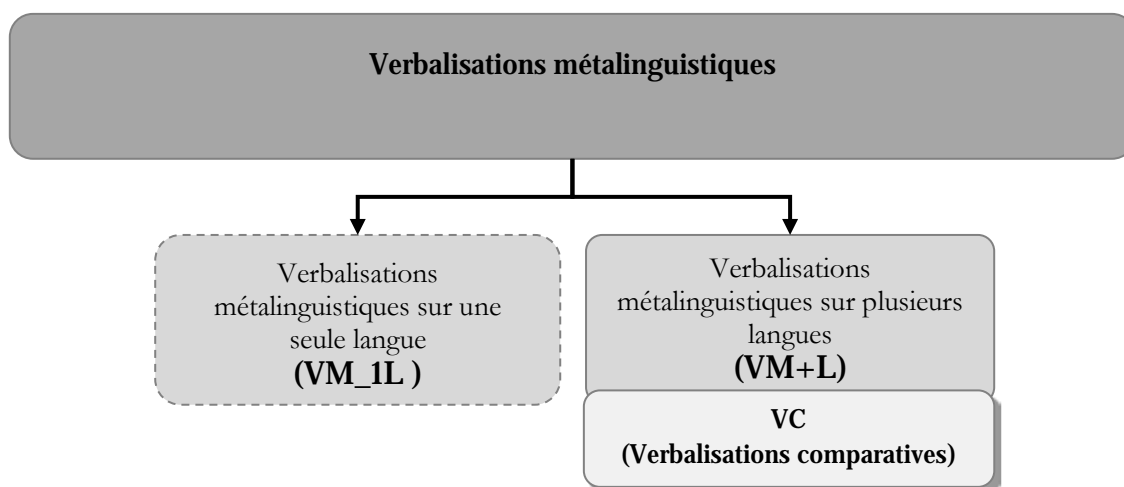 Verbalisations métalinguistiques
Verbalisations
métalinguistiques sur une
seule langue
(VM_1L )
Verbalisations
métalinguistiques sur plusieurs
langues
(VM+L)
VC
(Verbalisations comparatives)